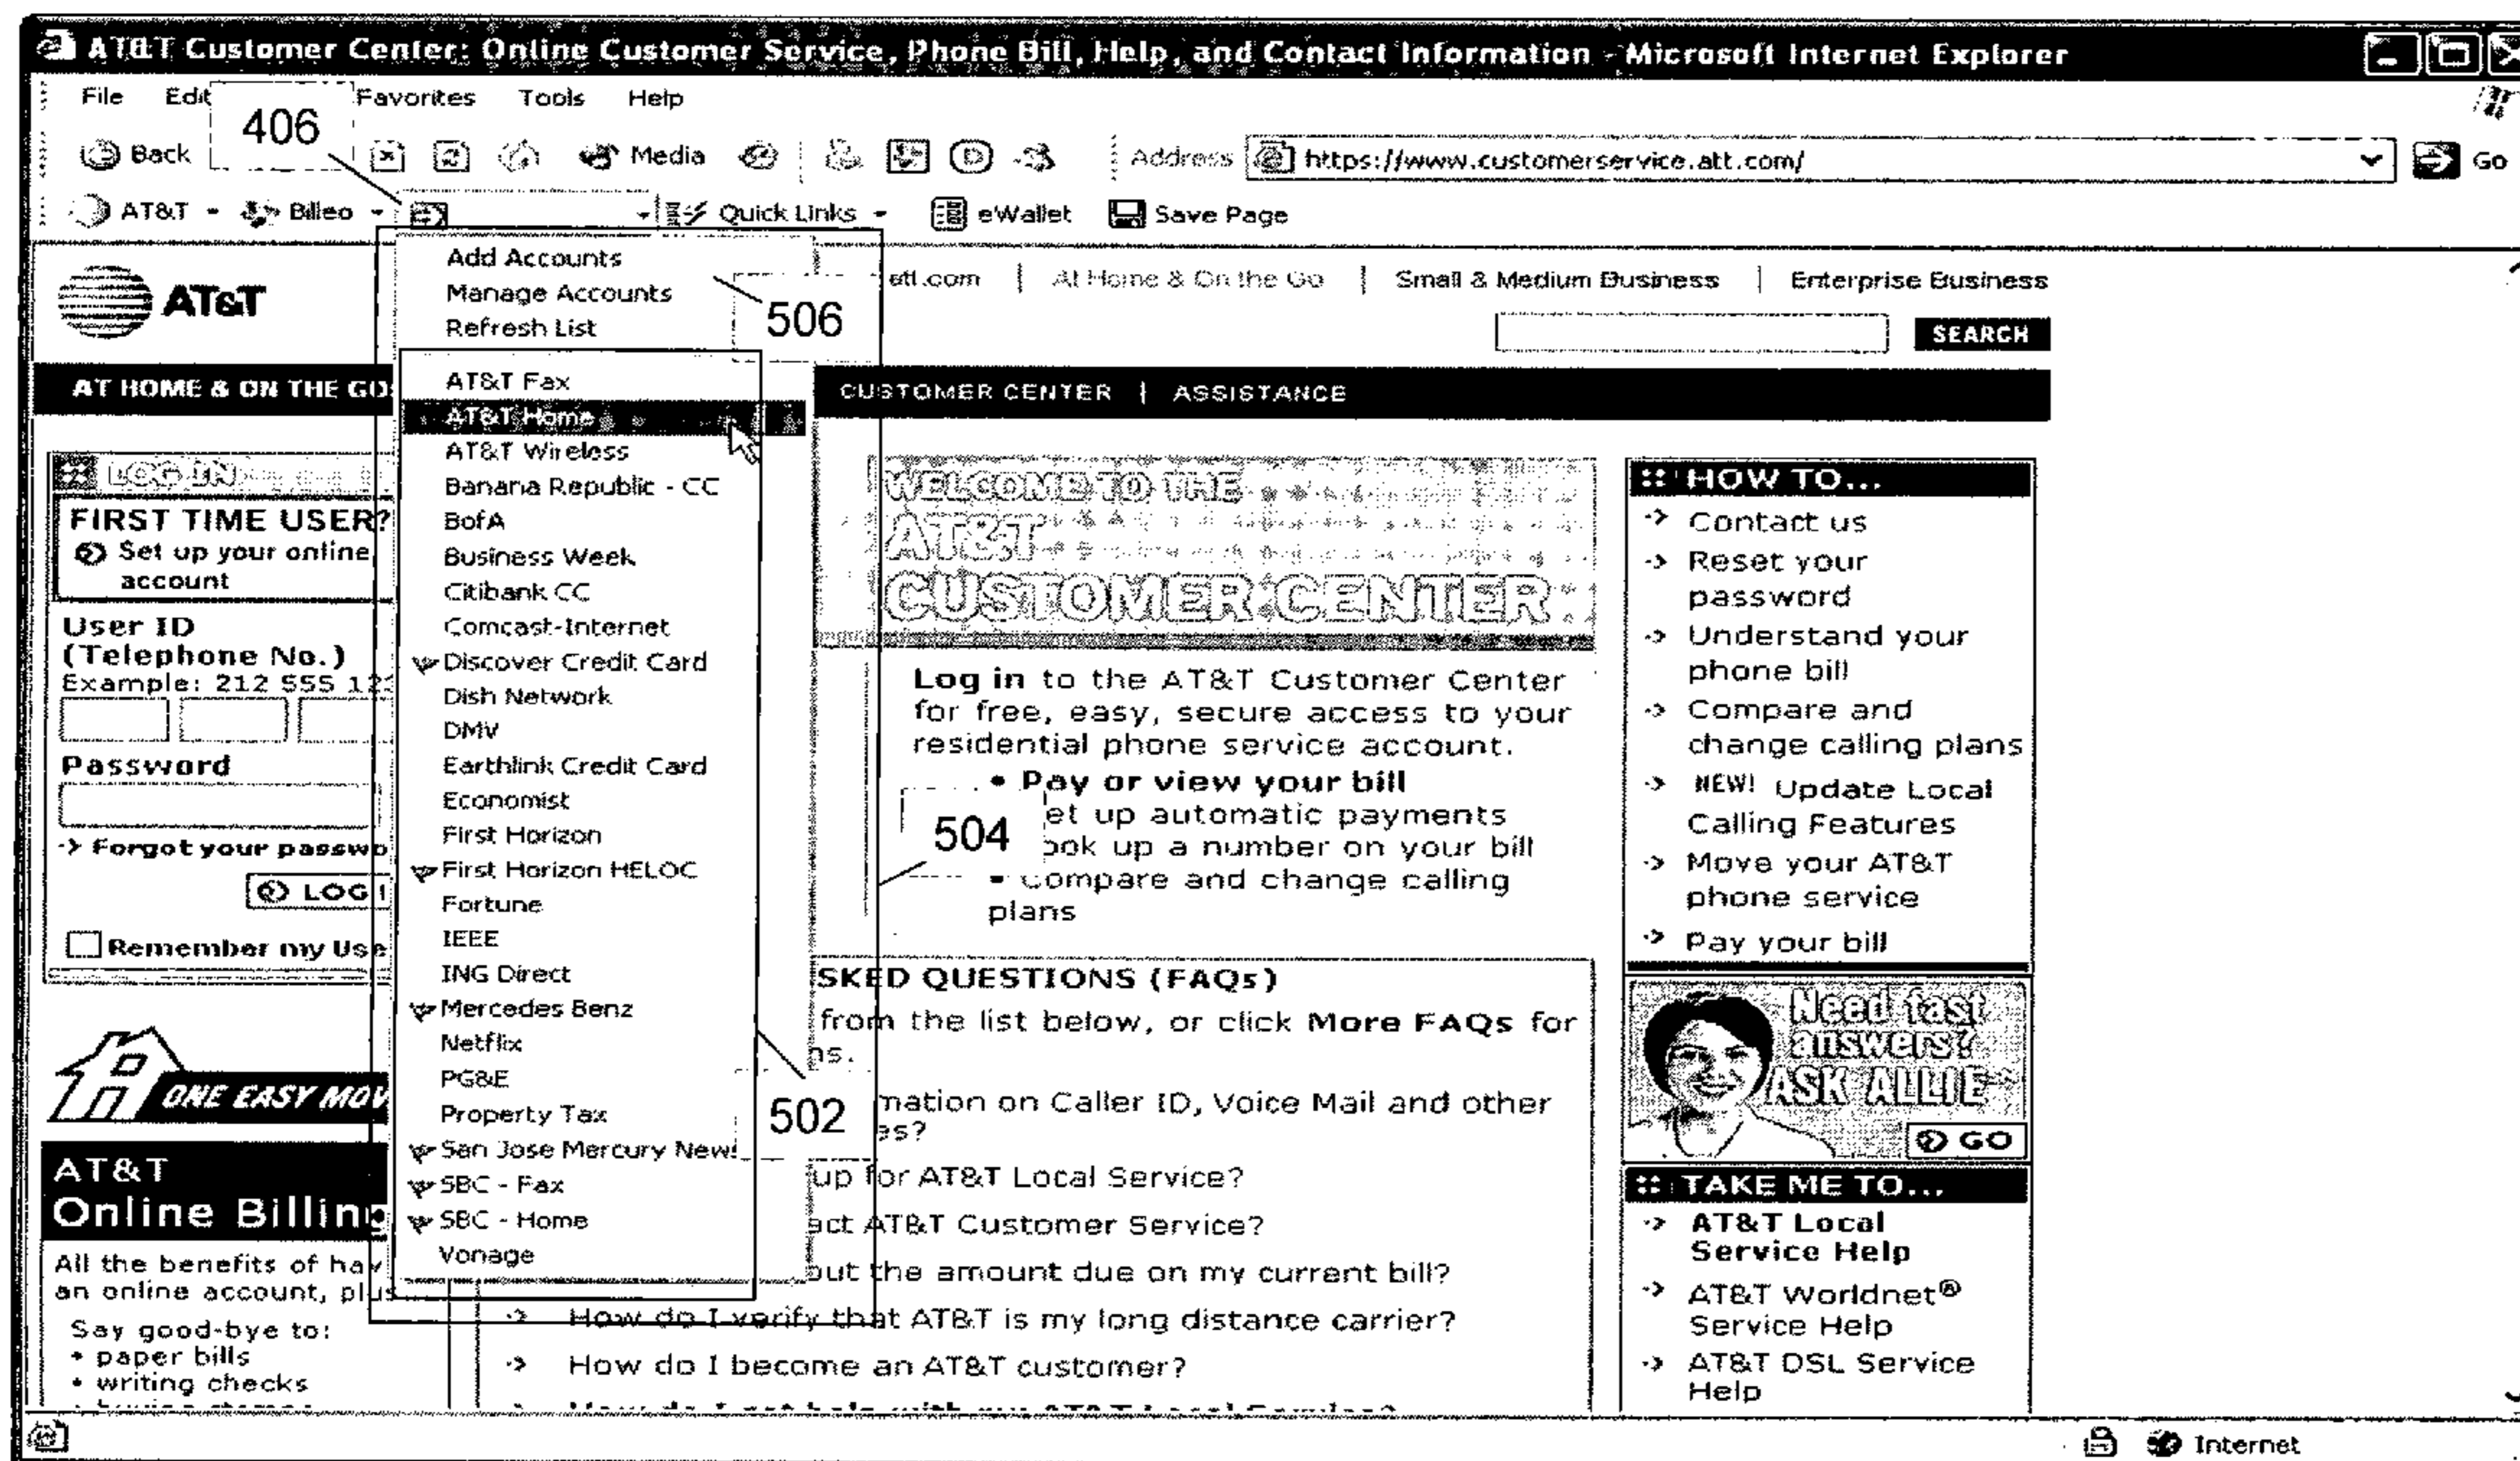 AT&T Customer Center: Online Customer Service, Phone Bill, Help, and Contact Information - Microsoft Internet Explorer
File Edit Favorites Tools Help
406
Back Media Address https://www.customerservice.att.com/ Go
AT&T Billeo Quick Links eWallet Save Page
Add Accounts
Manage Accounts
Refresh List
506
AT&T Fax
AT&T Home
AT&T Wireless
Banana Republic - CC
BofA
Business Week
Citibank CC
Comcast-Internet
Discover Credit Card
Dish Network
DMV
Earthlink Credit Card
Economist
First Horizon
First Horizon HELOC
Fortune
IEEE
ING Direct
Mercedes Benz
Netflix
PG&E
Property Tax
San Jose Mercury News
SBC - Fax
SBC - Home
Vonage
502
504
AT&T
att.com | At Home & On the Go | Small & Medium Business | Enterprise Business
SEARCH
AT HOME & ON THE GO
CUSTOMER CENTER | ASSISTANCE
LOG IN
FIRST TIME USER?
Set up your online
account
User ID
(Telephone No.)
Example: 212 555 12
Password
Forgot your passwo
LOG I
Remember my Use
ONE EASY MOV
AT&T
Online Billing
All the benefits of hav
an online account, plus
Say good-bye to:
• paper bills
• writing checks
WELCOME TO THE
AT&T
CUSTOMER CENTER
Log in to the AT&T Customer Center
for free, easy, secure access to your
residential phone service account.
• Pay or view your bill
et up automatic payments
ook up a number on your bill
• Compare and change calling
plans
SKED QUESTIONS (FAQs)
from the list below, or click More FAQs for
ns.
mation on Caller ID, Voice Mail and other
es?
up for AT&T Local Service?
act AT&T Customer Service?
out the amount due on my current bill?
How do I verify that AT&T is my long distance carrier?
How do I become an AT&T customer?
How do I get help with my AT&T Local Service?
HOW TO...
Contact us
Reset your
password
Understand your
phone bill
Compare and
change calling plans
NEW! Update Local
Calling Features
Move your AT&T
phone service
Pay your bill
Need fast
answers?
ASK ALLIE
GO
TAKE ME TO...
AT&T Local
Service Help
AT&T Worldnet®
Service Help
AT&T DSL Service
Help
Internet